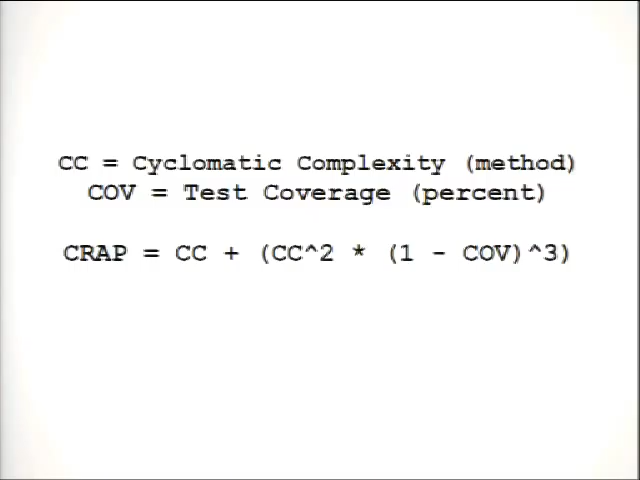 CC = Cyclomatic Complexity (method)
COV = Test Coverage (percent)
CRAP = CC + (CC^2 * (1 - COV)^3)